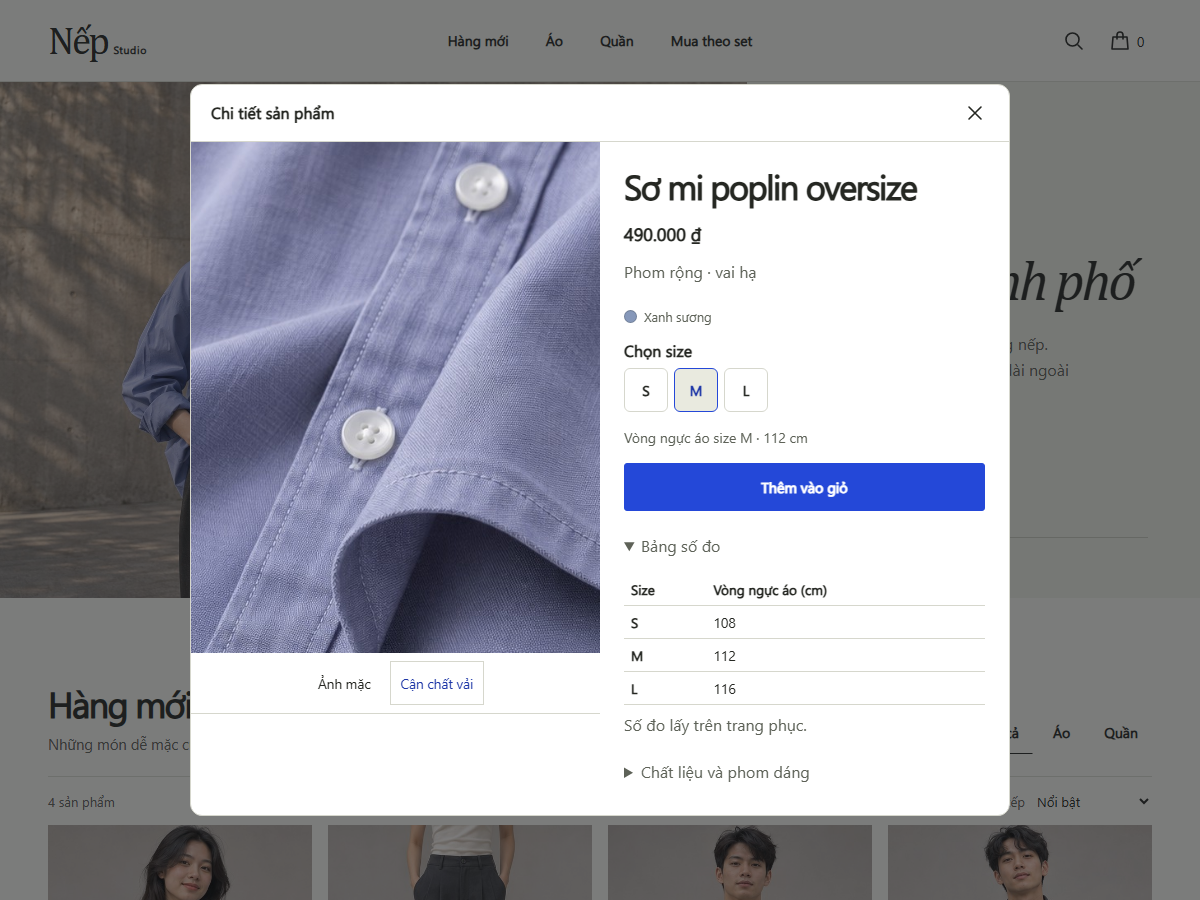 Nếp Studio
Hàng mới
Áo
Quần
Mua theo set
0
Chi tiết sản phẩm
Sơ mi poplin oversize
490.000 ₫
Phom rộng · vai hạ
Xanh sương
Chọn size
S
M
L
Vòng ngực áo size M · 112 cm
Thêm vào giỏ
Ảnh mặc
Cận chất vải
▼ Bảng số đo
Size Vòng ngực áo (cm)
S 108
M 112
L 116
Số đo lấy trên trang phục.
▶ Chất liệu và phom dáng
phố
nếp.
ngoài
Hàng mới
Những món dễ mặc
Áo
Quần
4 sản phẩm
Nổi bật